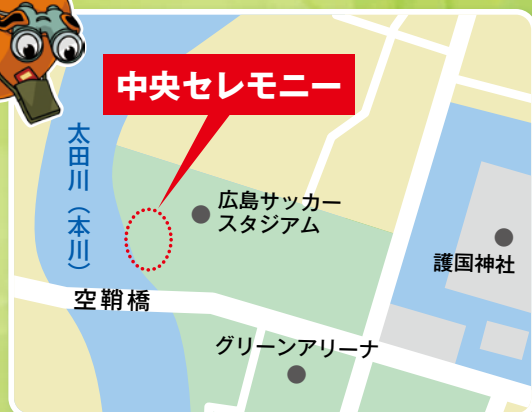 中央セレモニー
太田川(本川)
広島サッカー
スタジアム
護国神社
空鞘橋
グリーンアリーナ